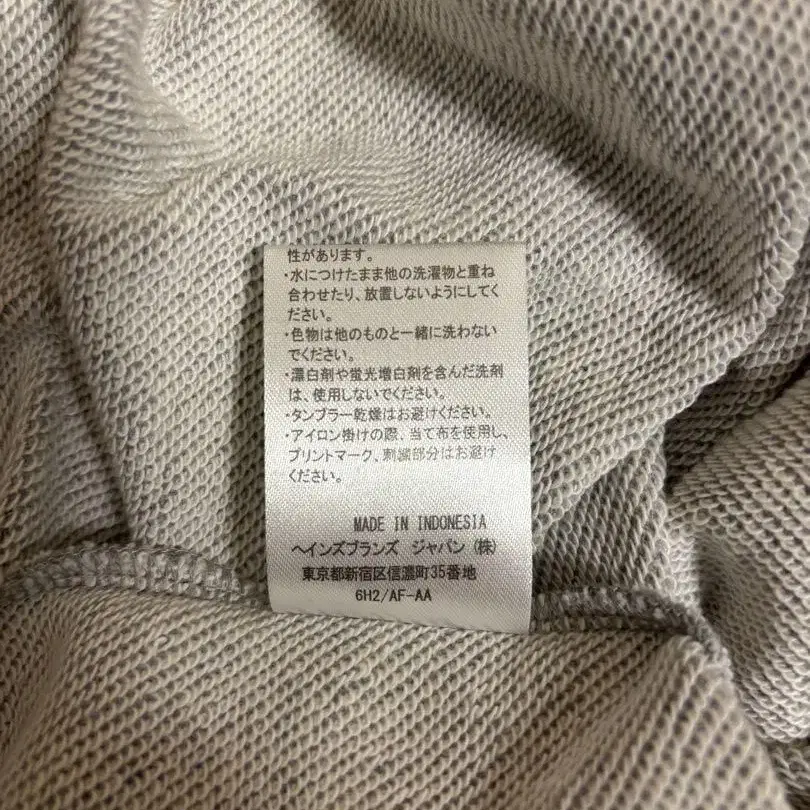 性があります。
・水につけたまま他の洗濯物と重ね
合わせたり、放置しないようにしてく
ださい。
・色物は他のものと一緒に洗わない
でください。
・漂白剤や蛍光増白剤を含んだ洗剤
は、使用しないでください。
・タンブラー乾燥はお避けください。
・アイロン掛けの際、当て布を使用し、
プリントマーク、刺繍部分はお避け
ください。
MADE IN INDONESIA
ヘインズブランズ ジャパン(株)
東京都新宿区信濃町35番地
6H2/AF-AA